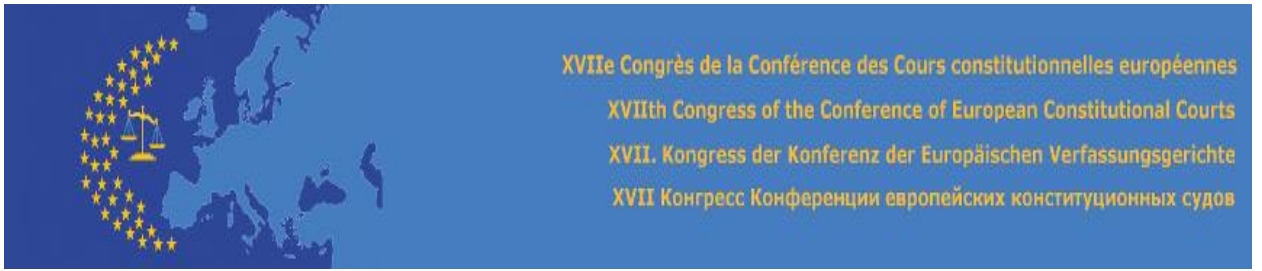 XVIIe Congrès de la Conférence des Cours constitutionnelles européennes
XVIIth Congress of the Conference of European Constitutional Courts
XVII. Kongress der Konferenz der Europäischen Verfassungsgerichte
XVII Конгресс Конференции европейских конституционных судов